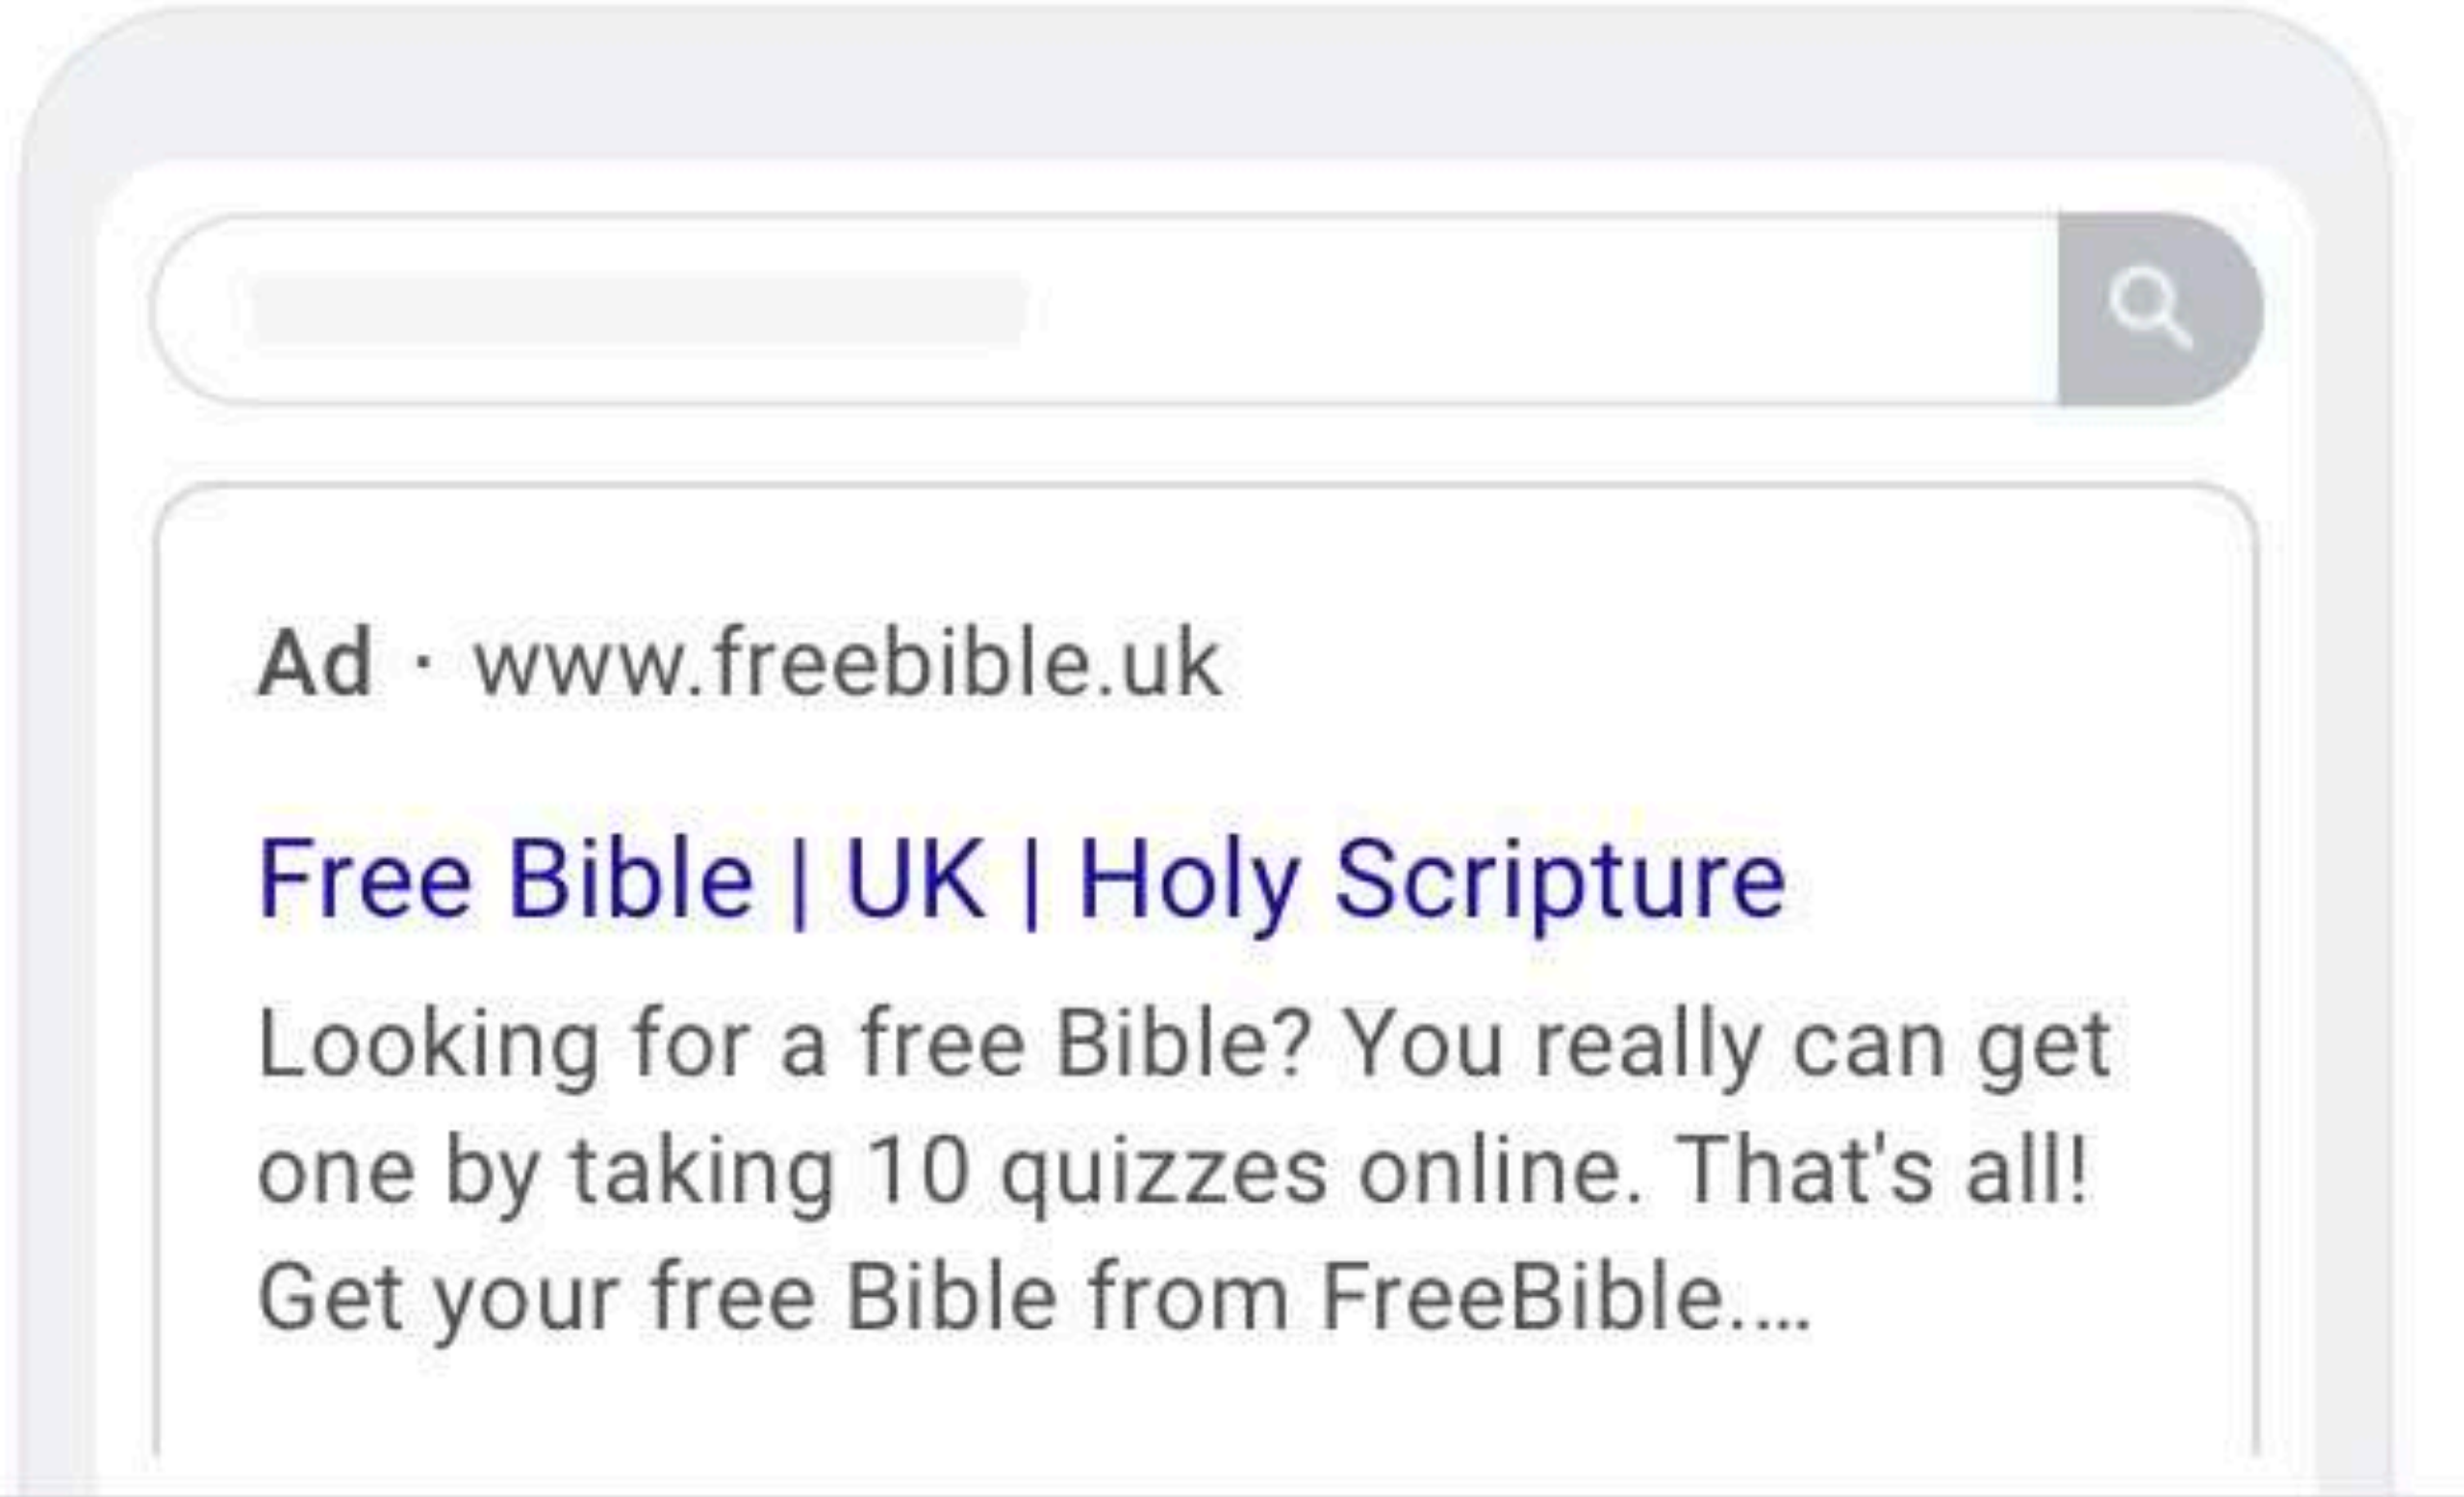 Ad · www.freebible.uk
Free Bible | UK | Holy Scripture
Looking for a free Bible? You really can get
one by taking 10 quizzes online. That's all!
Get your free Bible from FreeBible.…